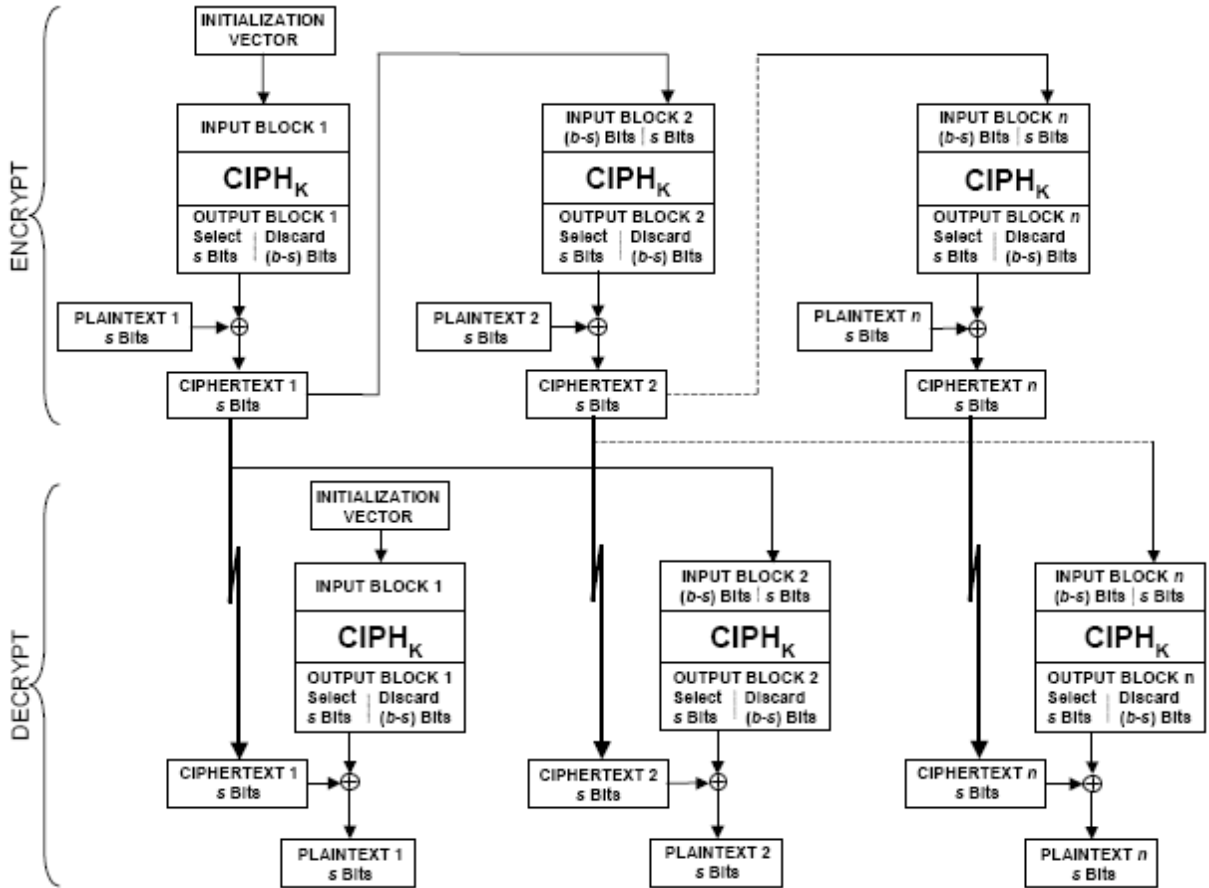 ENCRYPT
INITIALIZATION
VECTOR
INPUT BLOCK 1
CIPHK
OUTPUT BLOCK 1
Select Discard
s Bits (b-s) Bits
PLAINTEXT 1
s Bits
CIPHERTEXT 1
s Bits
INPUT BLOCK 2
(b-s) Bits s Bits
CIPHK
OUTPUT BLOCK 2
Select Discard
s Bits (b-s) Bits
PLAINTEXT 2
s Bits
CIPHERTEXT 2
s Bits
INPUT BLOCK n
(b-s) Bits s Bits
CIPHK
OUTPUT BLOCK n
Select Discard
s Bits (b-s) Bits
PLAINTEXT n
s Bits
CIPHERTEXT n
s Bits
DECRYPT
INITIALIZATION
VECTOR
INPUT BLOCK 1
CIPHK
OUTPUT BLOCK 1
Select Discard
s Bits (b-s) Bits
CIPHERTEXT 1
s Bits
PLAINTEXT 1
s Bits
INPUT BLOCK 2
(b-s) Bits s Bits
CIPHK
OUTPUT BLOCK 2
Select Discard
s Bits (b-s) Bits
CIPHERTEXT 2
s Bits
PLAINTEXT 2
s Bits
INPUT BLOCK n
(b-s) Bits s Bits
CIPHK
OUTPUT BLOCK n
Select Discard
s Bits (b-s) Bits
CIPHERTEXT n
s Bits
PLAINTEXT n
s Bits